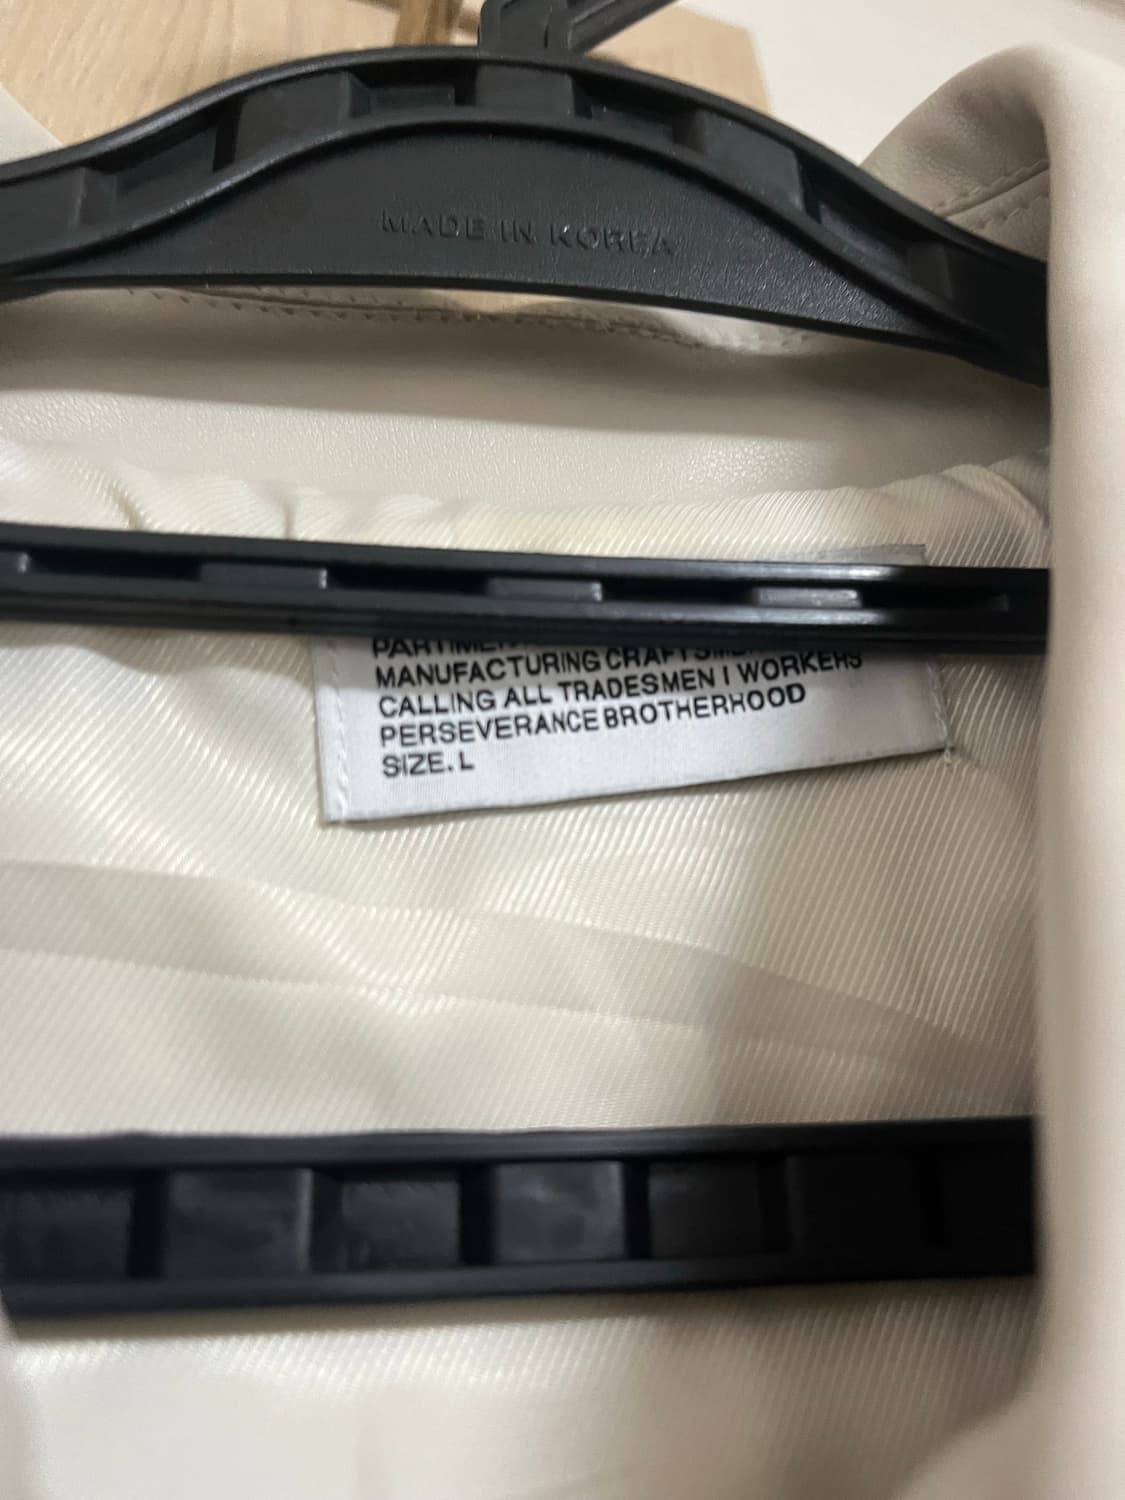 MADE IN KOREA
MANUFACTURING
CALLING ALL TRADESMEN I WORKERS
PERSEVERANCE BROTHERHOOD
SIZE. L